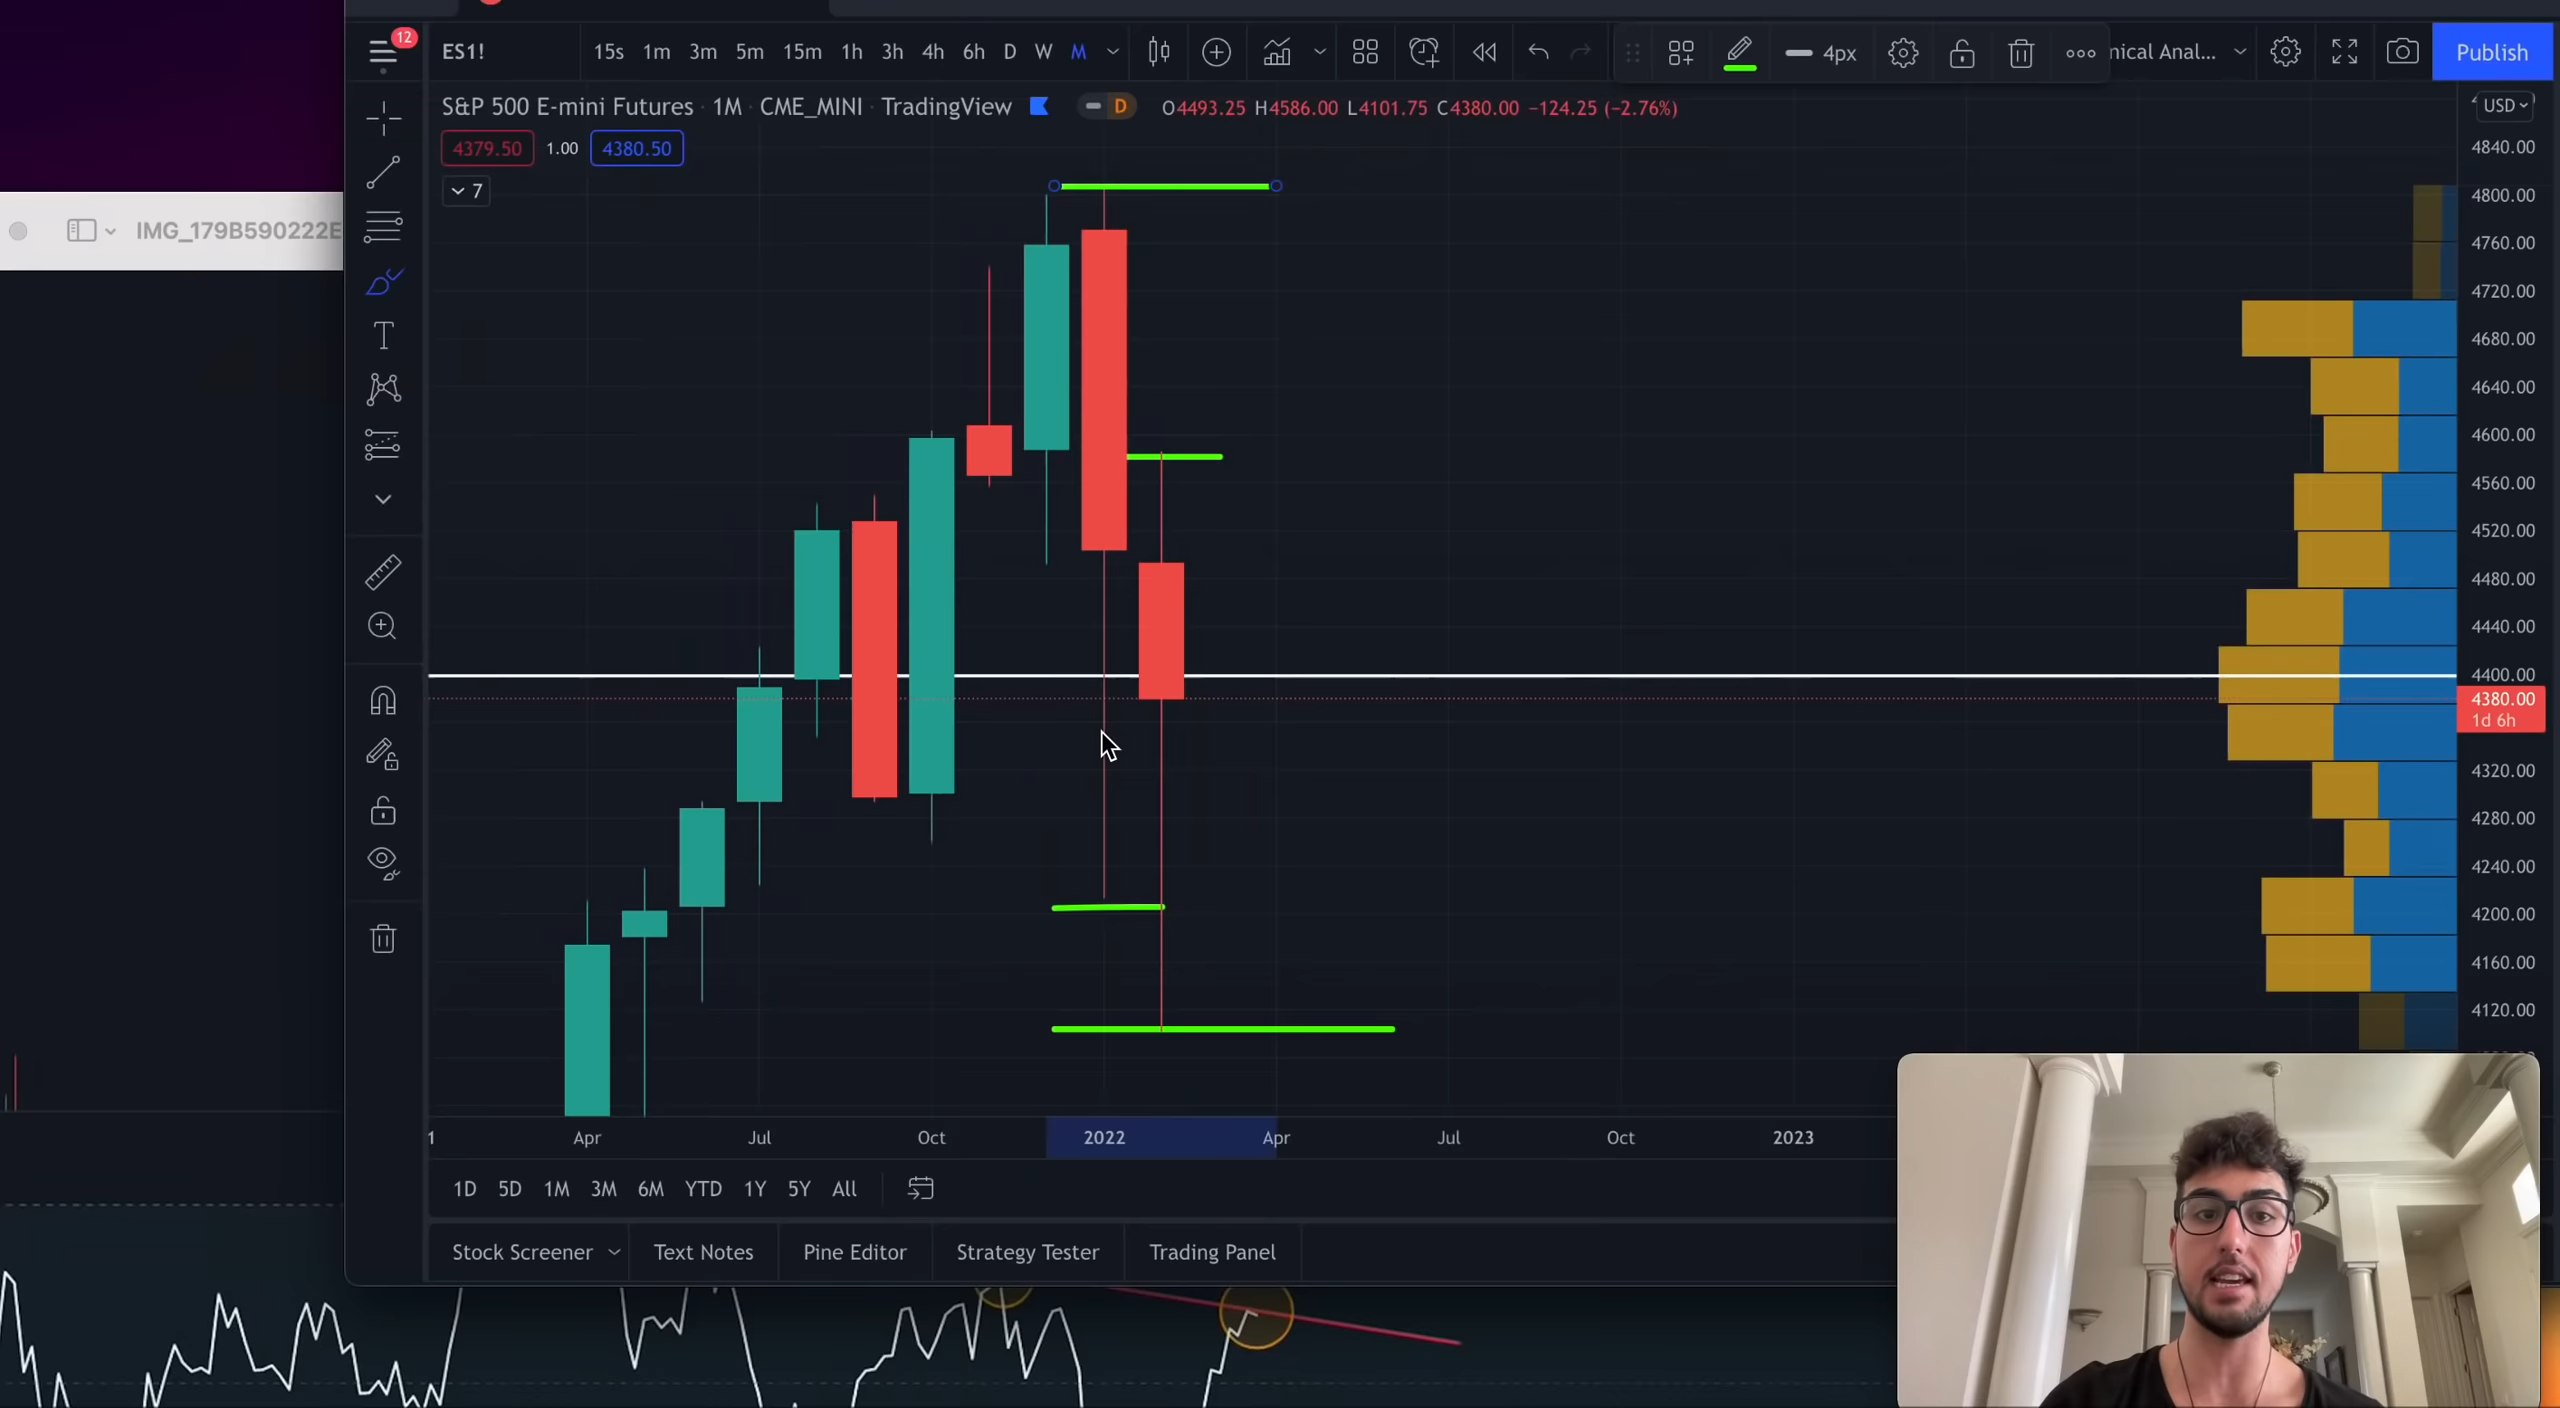 12
ES1!
15s 1m 3m 5m 15m 1h 3h 4h 6h D W M
4px
nical Anal...
Publish
S&P 500 E-mini Futures · 1M · CME_MINI · TradingView
D
O4493.25 H4586.00 L4101.75 C4380.00 −124.25 (−2.76%)
USD
4379.50 1.00 4380.50
7
IMG_179B590222E
4840.00
4800.00
4760.00
4720.00
4680.00
4640.00
4600.00
4560.00
4520.00
4480.00
4440.00
4400.00
4380.00
1d 6h
4320.00
4280.00
4240.00
4200.00
4160.00
4120.00
1 Apr Jul Oct 2022 Apr Jul Oct 2023
1D 5D 1M 3M 6M YTD 1Y 5Y All
Stock Screener Text Notes Pine Editor Strategy Tester Trading Panel